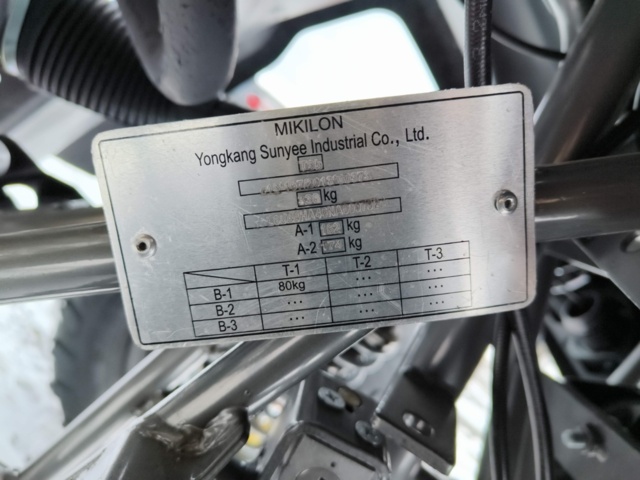 MIKILON
Yongkang Sunyee Industrial Co., Ltd.
kg
A-1 kg
A-2 kg
T-1 T-2 T-3
B-1 80kg ... ...
B-2 ... ... ...
B-3 ... ... ...